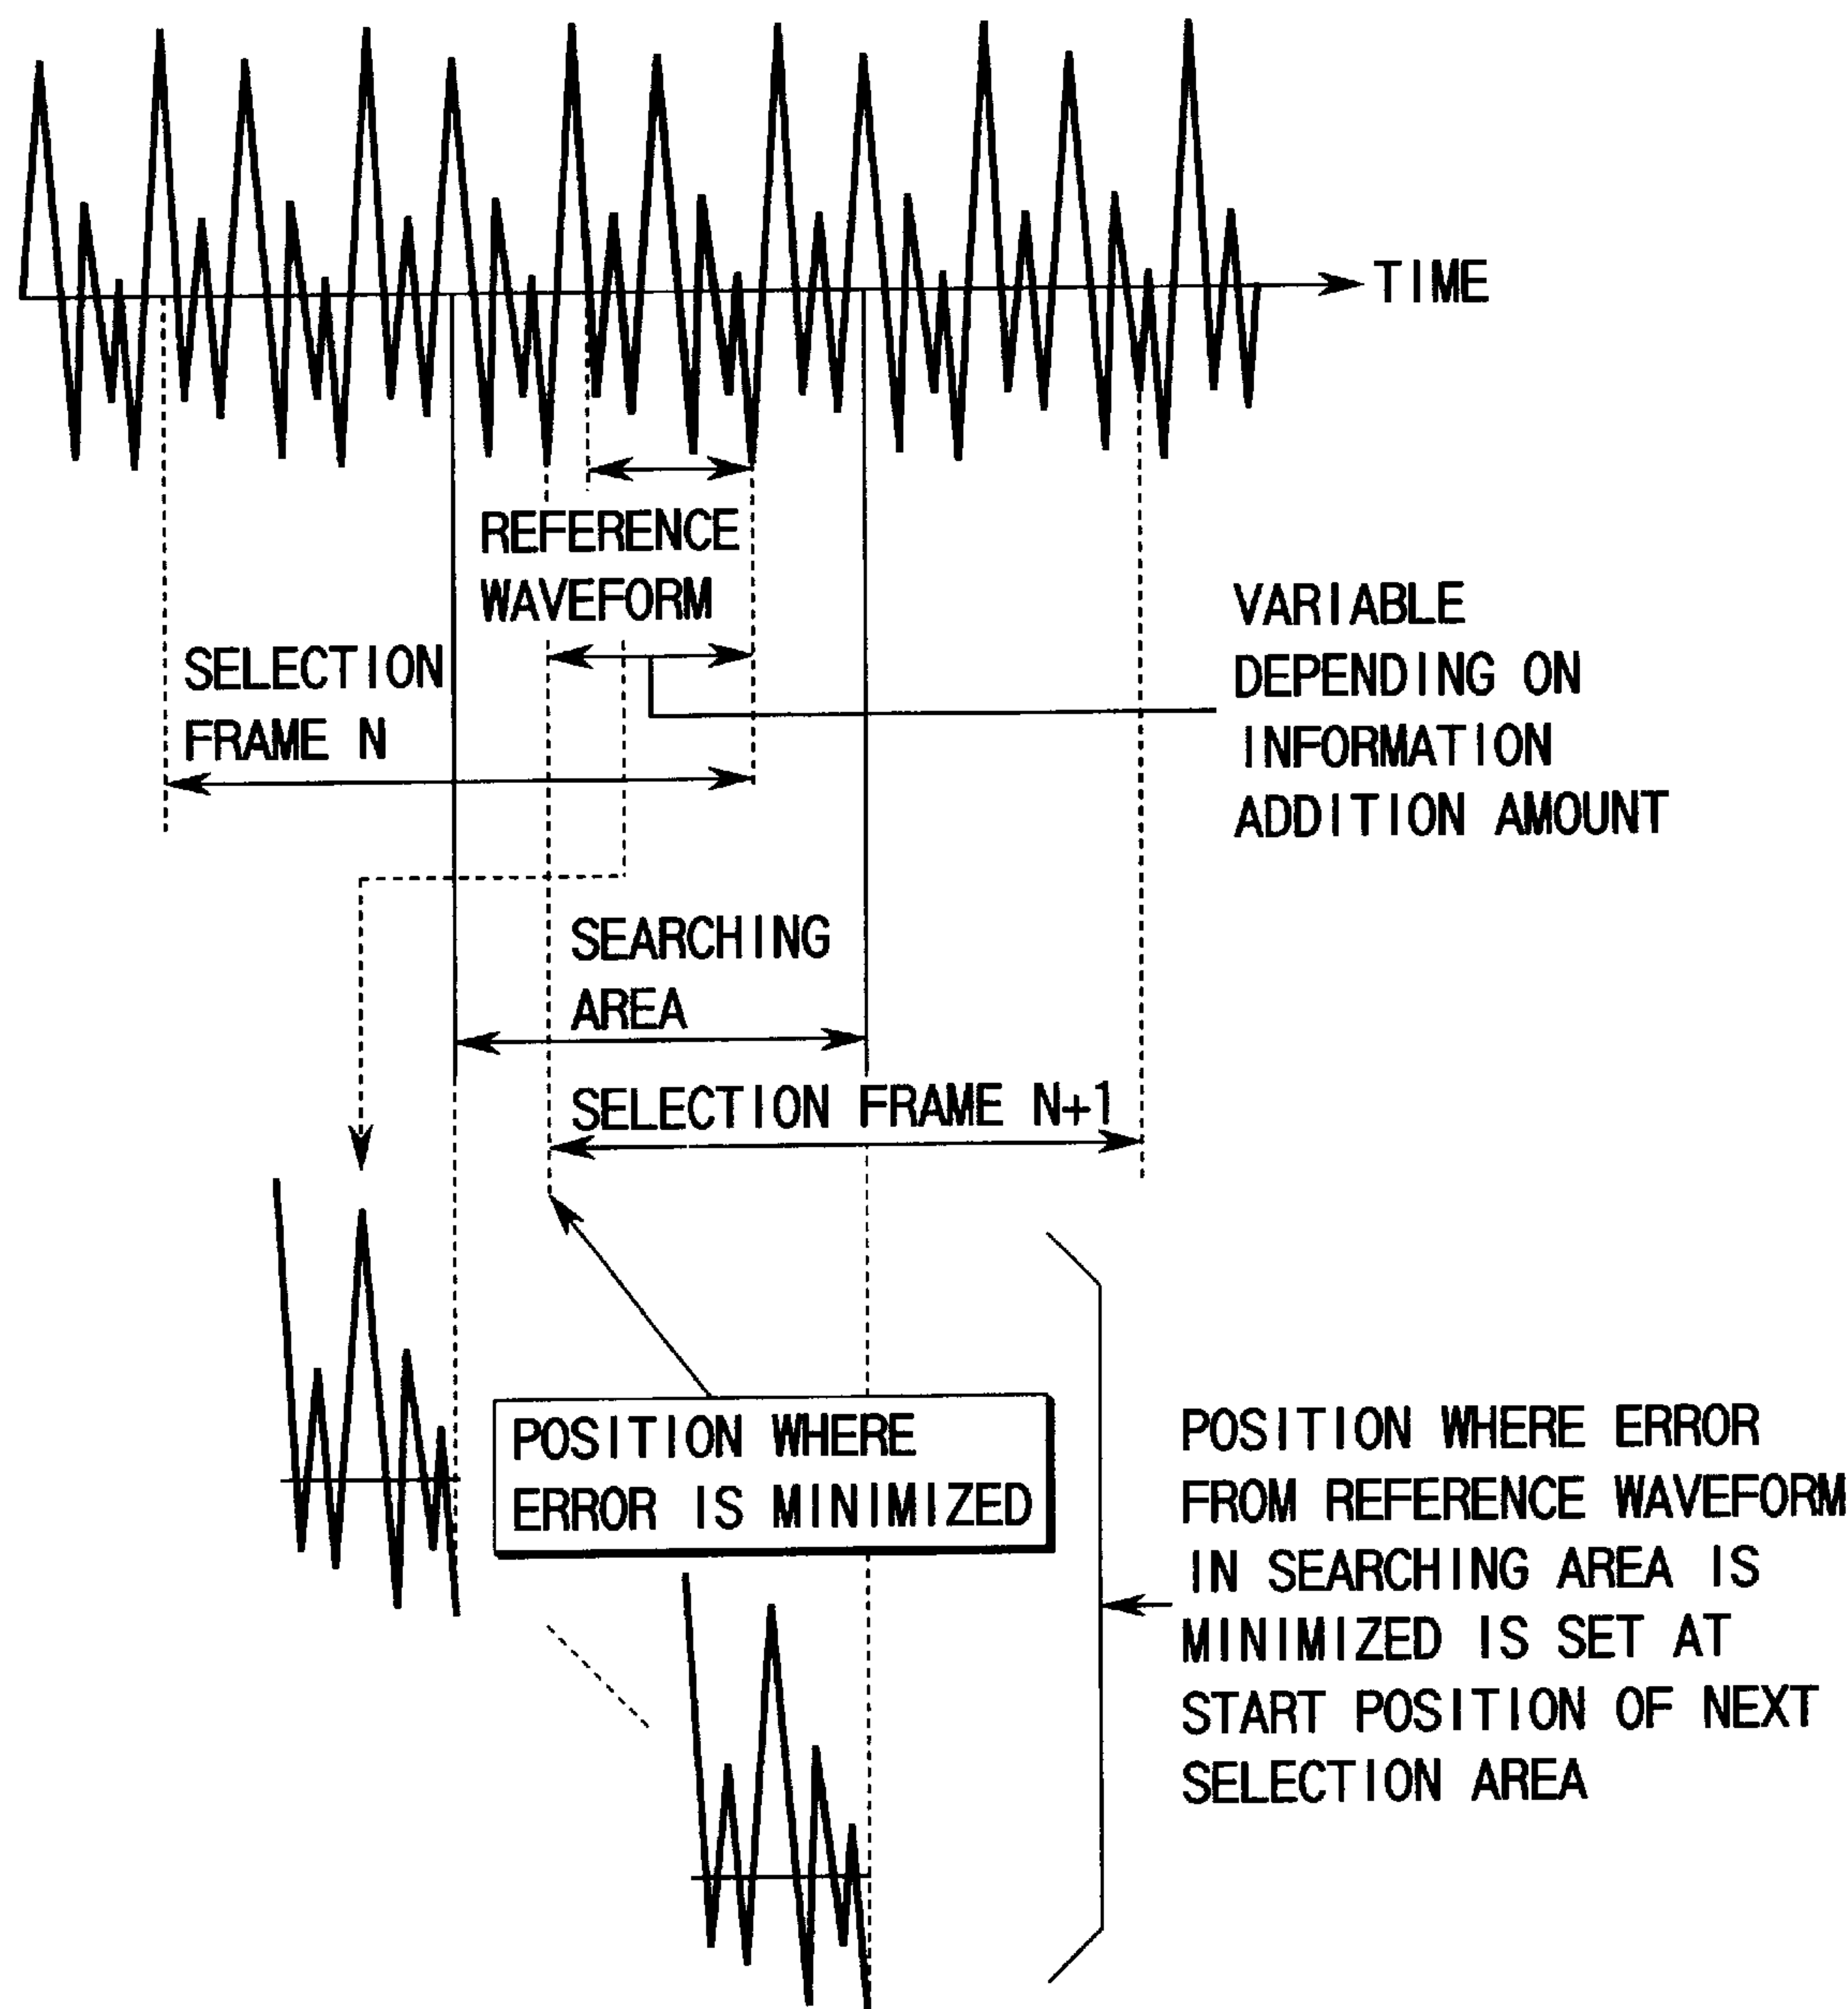 TIME
REFERENCE
WAVEFORM
VARIABLE
DEPENDING ON
INFORMATION
ADDITION AMOUNT
SELECTION
FRAME N
SEARCHING
AREA
SELECTION FRAME N+1
POSITION WHERE
ERROR IS MINIMIZED
POSITION WHERE ERROR
FROM REFERENCE WAVEFORM
IN SEARCHING AREA IS
MINIMIZED IS SET AT
START POSITION OF NEXT
SELECTION AREA